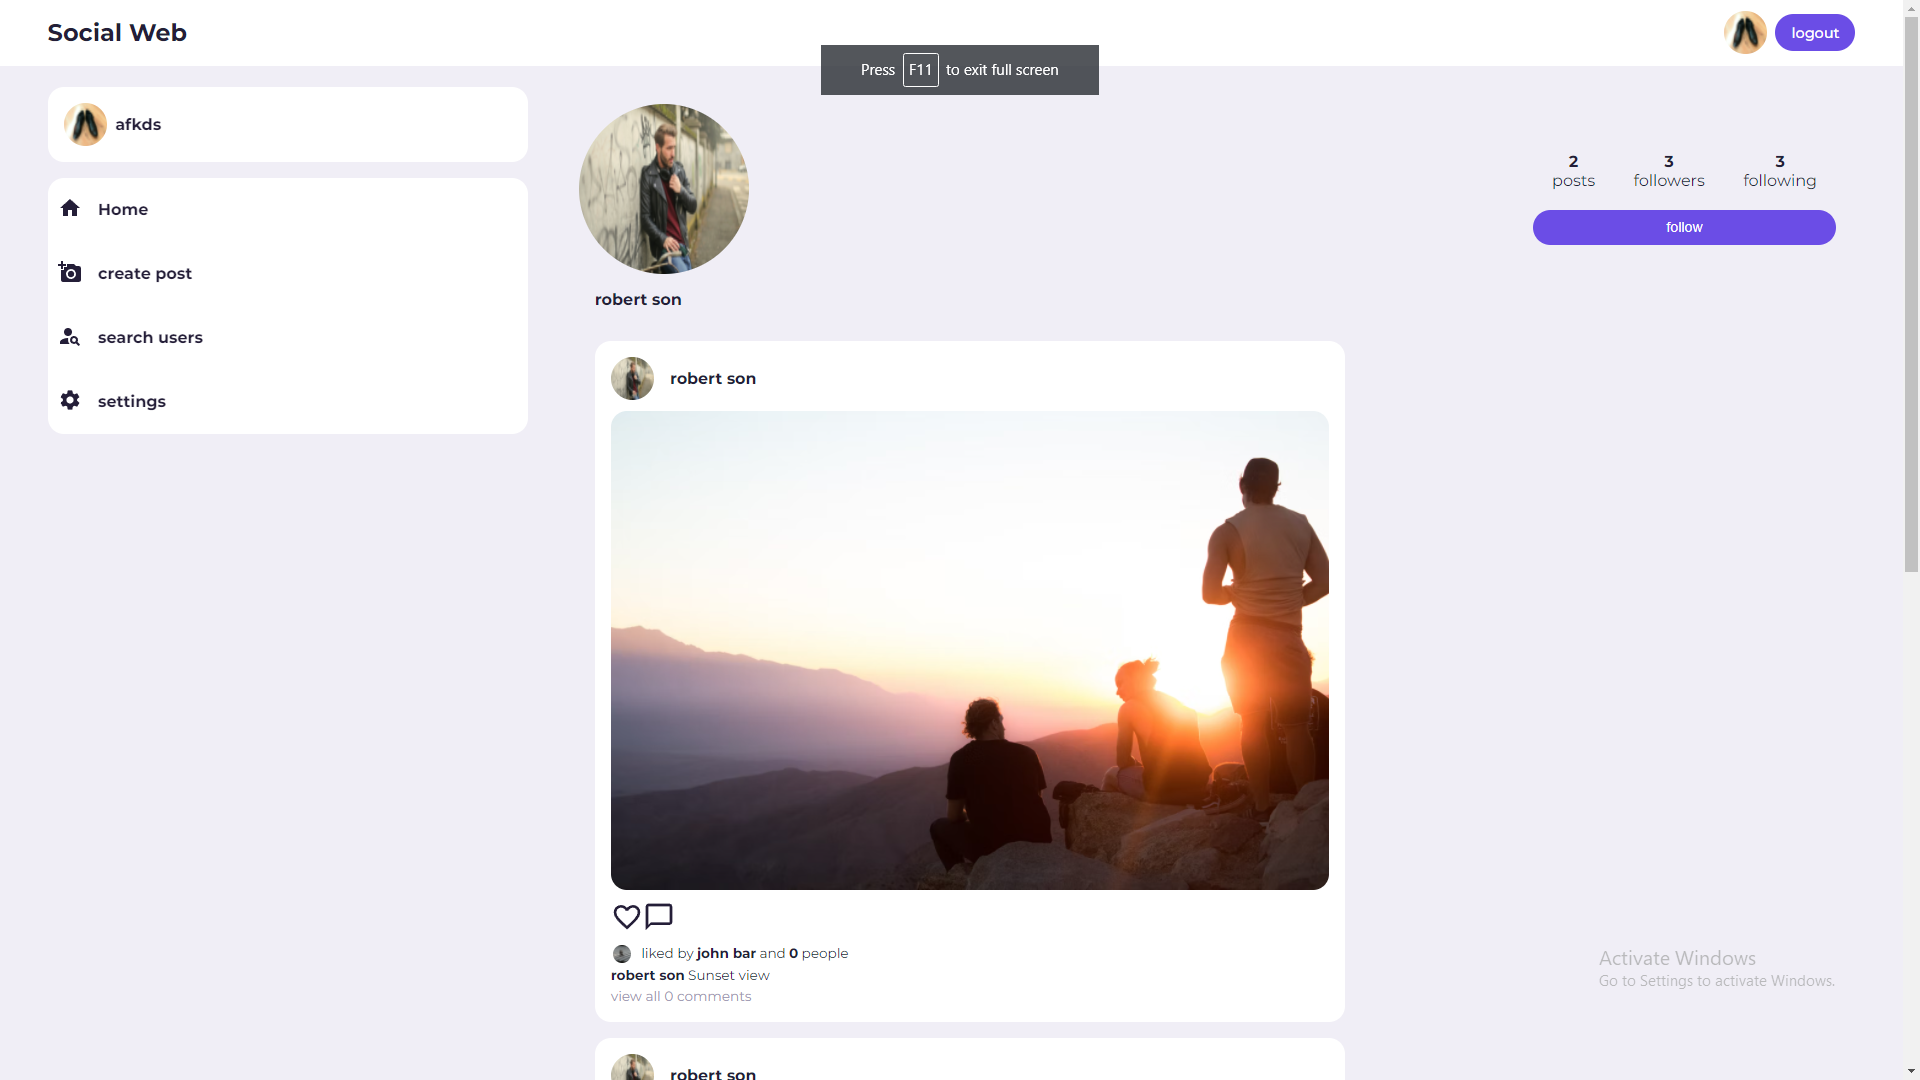 Social Web
logout
Press F11 to exit full screen
afkds
Home
create post
search users
settings
2 posts
3 followers
3 following
follow
robert son
robert son
liked by john bar and 0 people
robert son Sunset view
view all 0 comments
robert son
Activate Windows
Go to Settings to activate Windows.